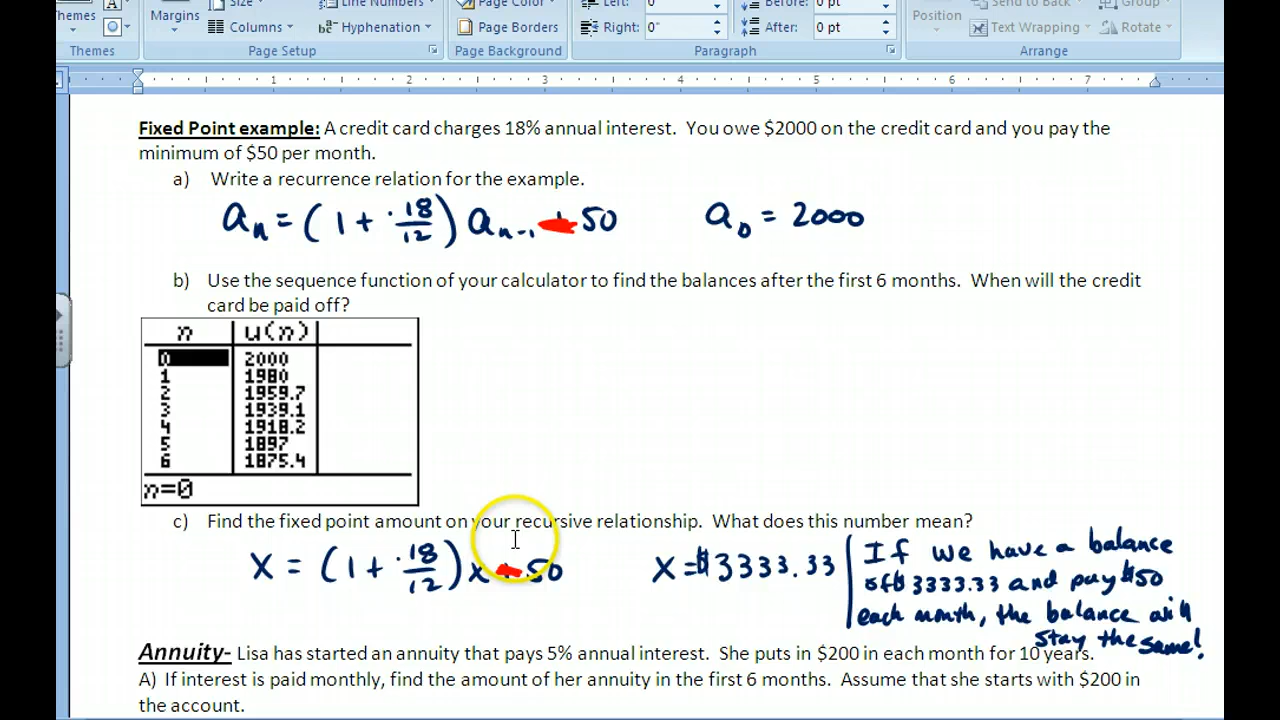 Size
Line Numbers
Page Color
Left: 0
Before: 0 pt
Send to Back
Group
Themes
Margins
Columns
Hyphenation
Page Borders
Right: 0"
After: 0 pt
Position
Text Wrapping
Rotate
Themes
Page Setup
Page Background
Paragraph
Arrange
1 2 3 4 5 6 7
Fixed Point example: A credit card charges 18% annual interest. You owe $2000 on the credit card and you pay the
minimum of $50 per month.
a) Write a recurrence relation for the example.
aₙ = (1 + .18/12) aₙ₋₁ - 50 a₀ = 2000
b) Use the sequence function of your calculator to find the balances after the first 6 months. When will the credit
card be paid off?
n u(n)
0 2000
1 1980
2 1959.7
3 1939.1
4 1918.2
5 1897
6 1875.4
n=0
c) Find the fixed point amount on your recursive relationship. What does this number mean?
X = (1 + .18/12) x - 50 X = $3333.33
If we have a balance
of $3333.33 and pay $50
each month, the balance will
stay the same!
Annuity- Lisa has started an annuity that pays 5% annual interest. She puts in $200 in each month for 10 years.
A) If interest is paid monthly, find the amount of her annuity in the first 6 months. Assume that she starts with $200 in
the account.